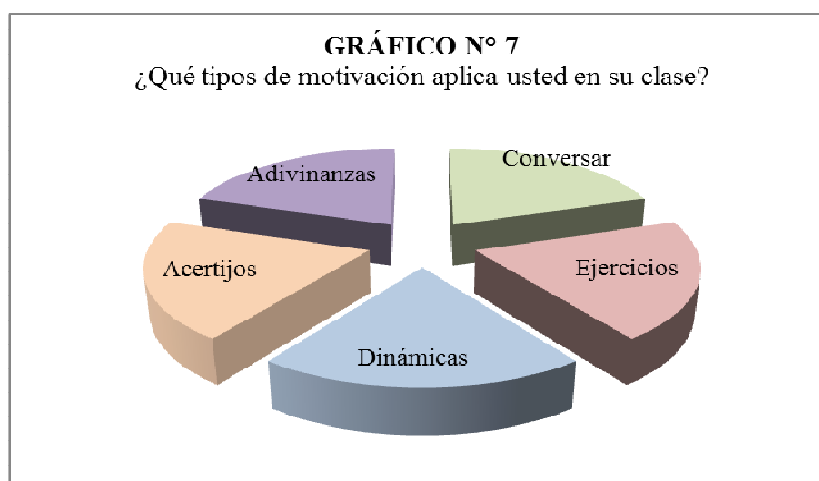 GRÁFICO N° 7
¿Qué tipos de motivación aplica usted en su clase?
Conversar
Adivinanzas
Ejercicios
Acertijos
Dinámicas